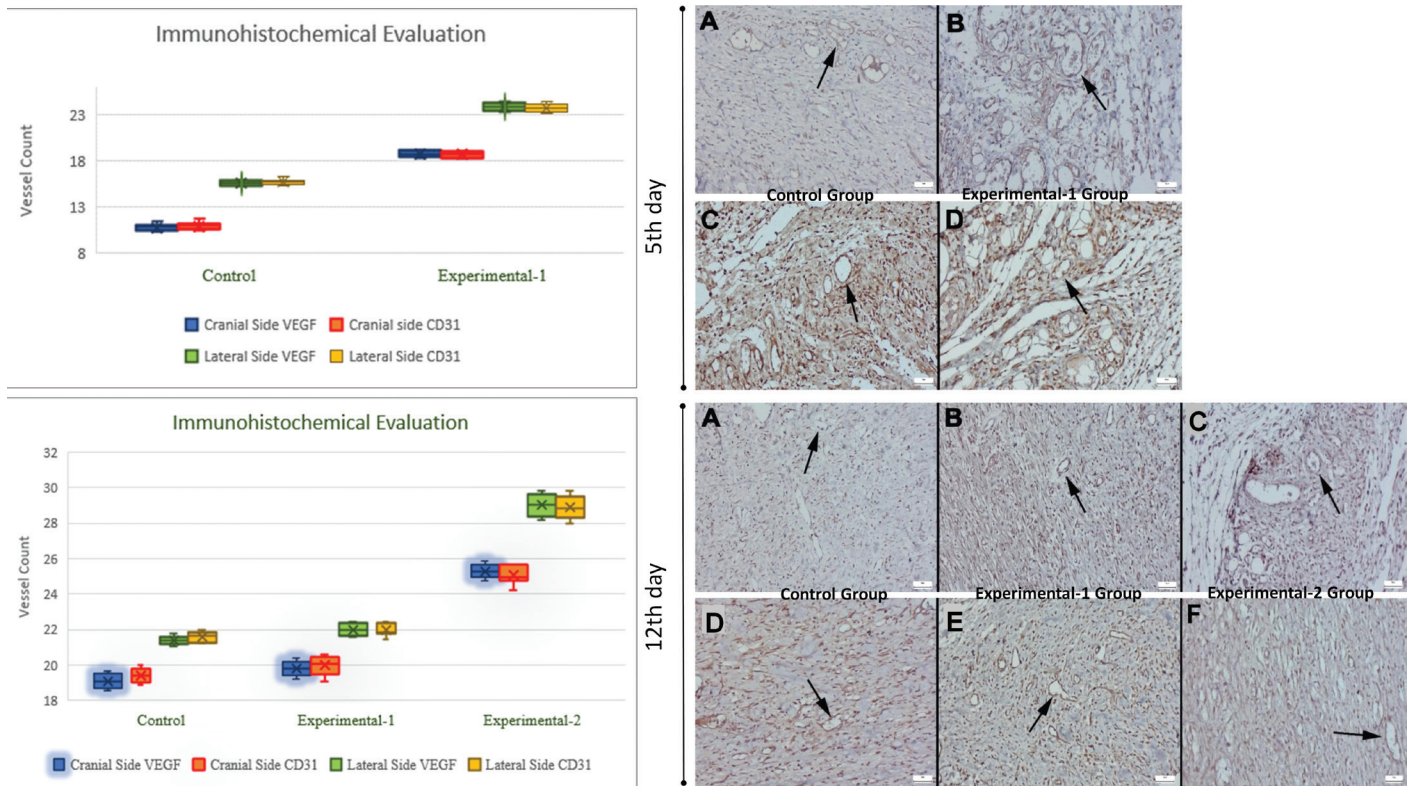 Immunohistochemical Evaluation
Vessel Count
23
18
13
8
Control
Experimental-1
Cranial Side VEGF
Cranial side CD31
Lateral Side VEGF
Lateral Side CD31
5th day
A
B
Control Group
Experimental-1 Group
C
D
Immunohistochemical Evaluation
Vessel Count
32
30
28
26
24
22
20
18
Control
Experimental-1
Experimental-2
Cranial Side VEGF
Cranial Side CD31
Lateral Side VEGF
Lateral Side CD31
12th day
A
B
C
Control Group
Experimental-1 Group
Experimental-2 Group
D
E
F